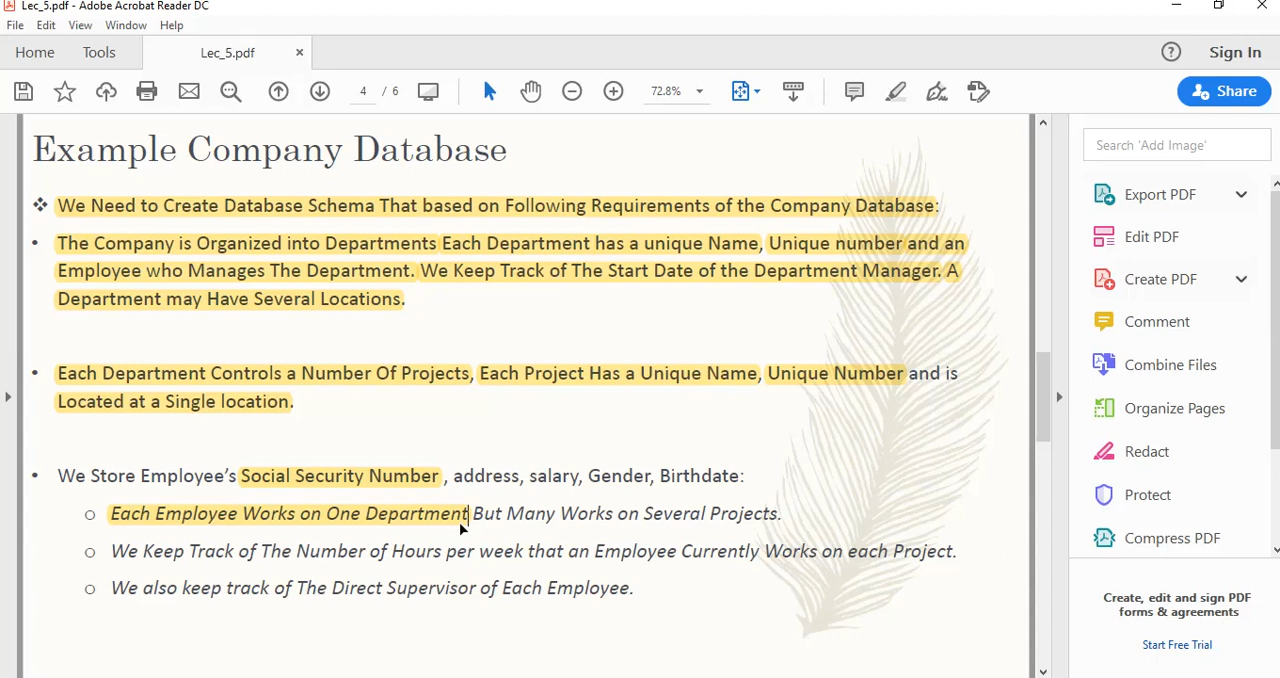 Lec_5.pdf - Adobe Acrobat Reader DC
File Edit View Window Help
Home Tools Lec_5.pdf × ? Sign In
4 / 6 72.8% Share
Example Company Database
❖ We Need to Create Database Schema That based on Following Requirements of the Company Database:
• The Company is Organized into Departments Each Department has a unique Name, Unique number and an
Employee who Manages The Department. We Keep Track of The Start Date of the Department Manager. A
Department may Have Several Locations.
• Each Department Controls a Number Of Projects, Each Project Has a Unique Name, Unique Number and is
Located at a Single location.
• We Store Employee’s Social Security Number , address, salary, Gender, Birthdate:
o Each Employee Works on One Department But Many Works on Several Projects.
o We Keep Track of The Number of Hours per week that an Employee Currently Works on each Project.
o We also keep track of The Direct Supervisor of Each Employee.
Search 'Add Image'
Export PDF
Edit PDF
Create PDF
Comment
Combine Files
Organize Pages
Redact
Protect
Compress PDF
Create, edit and sign PDF
forms & agreements
Start Free Trial